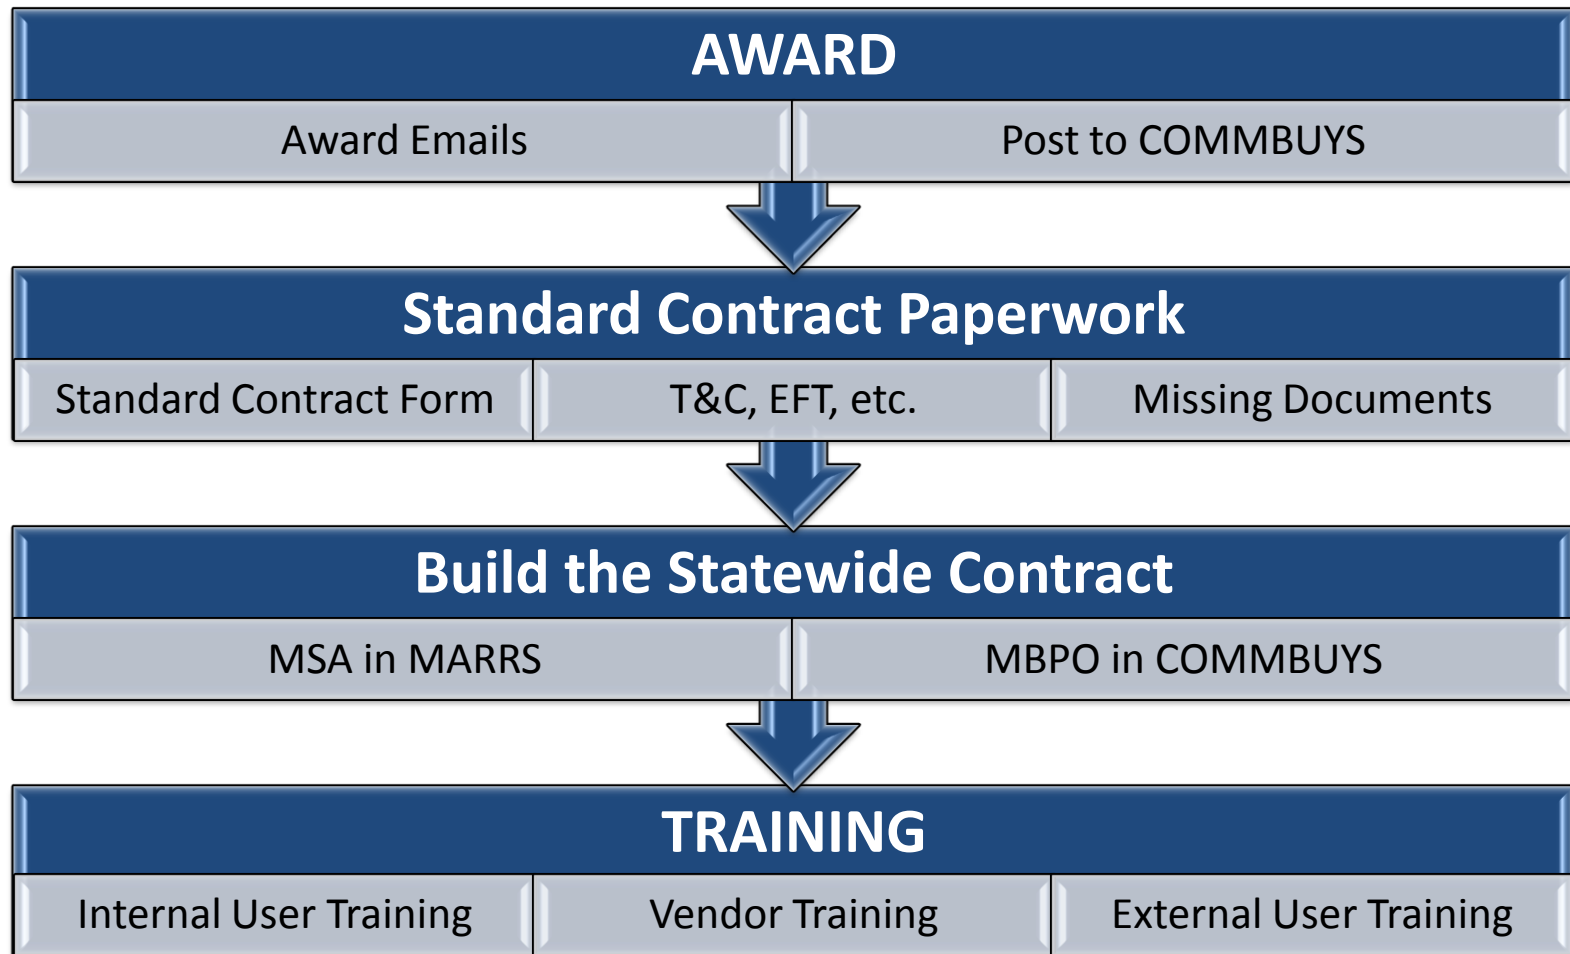 AWARD
Award Emails
Post to COMMBUYS
Standard Contract Paperwork
Standard Contract Form
T&C, EFT, etc.
Missing Documents
Build the Statewide Contract
MSA in MARRS
MBPO in COMMBUYS
TRAINING
Internal User Training
Vendor Training
External User Training